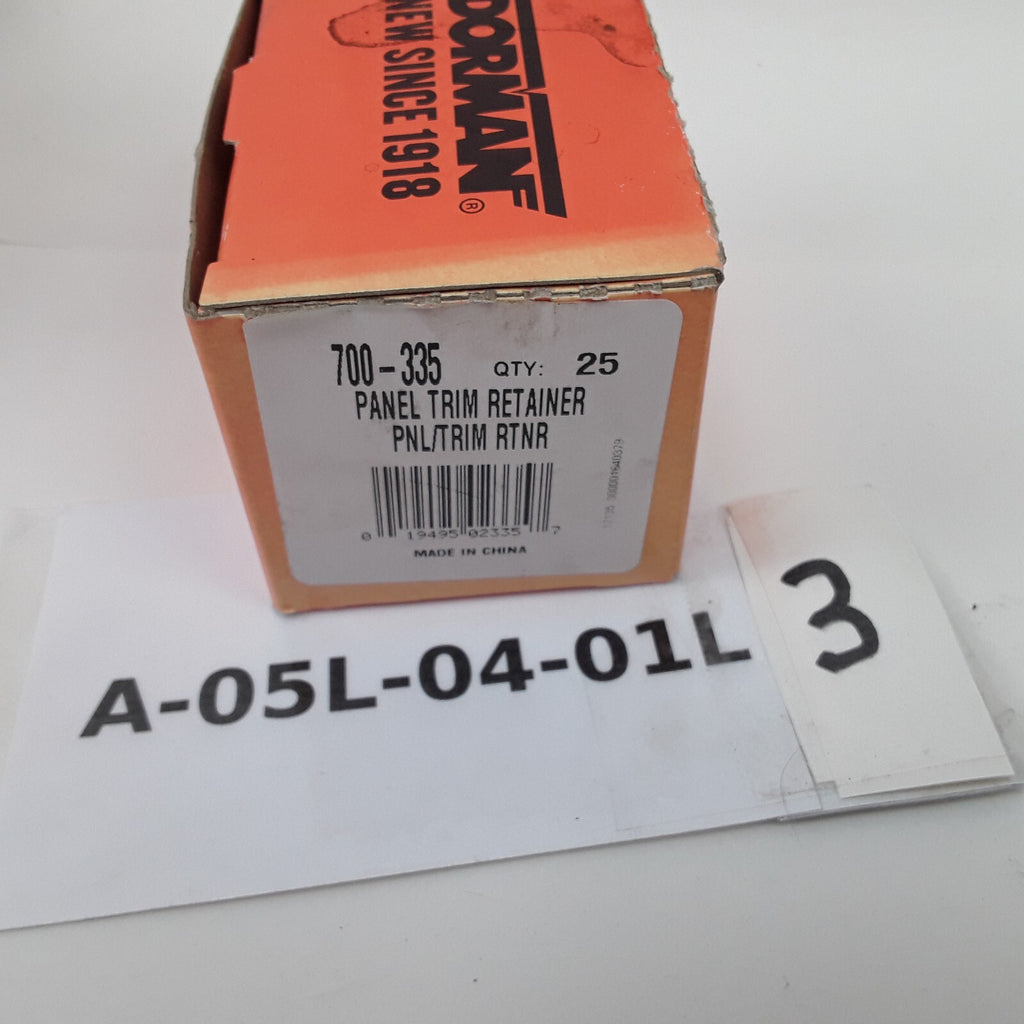 DORMAN®
NEW SINCE 1918
700-335 QTY: 25
PANEL TRIM RETAINER
PNL/TRIM RTNR
0 19495 02335 7
MADE IN CHINA
A-05L-04-01L
3